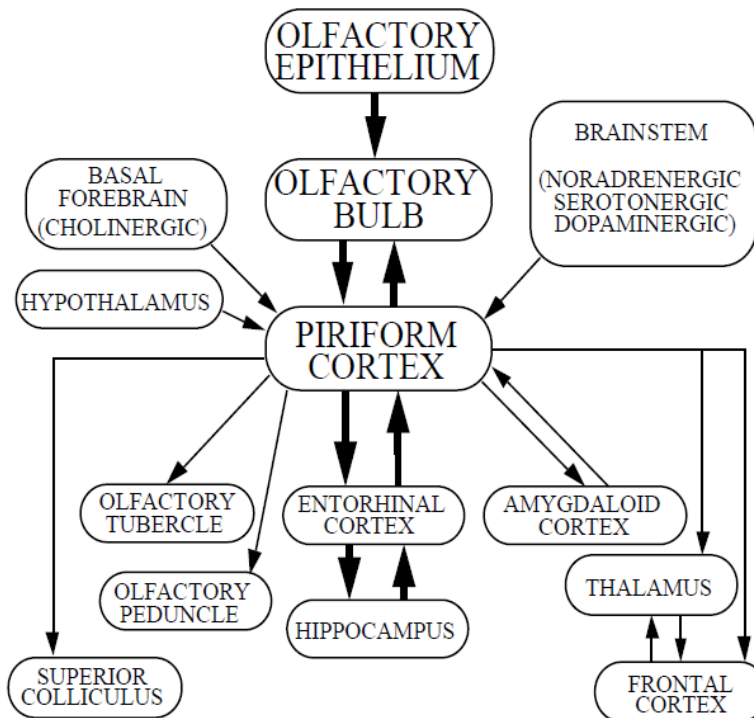 OLFACTORY
EPITHELIUM
BRAINSTEM
(NORADRENERGIC
SEROTONERGIC
DOPAMINERGIC)
BASAL
FOREBRAIN
(CHOLINERGIC)
OLFACTORY
BULB
HYPOTHALAMUS
PIRIFORM
CORTEX
OLFACTORY
TUBERCLE
ENTORHINAL
CORTEX
AMYGDALOID
CORTEX
OLFACTORY
PEDUNCLE
THALAMUS
HIPPOCAMPUS
SUPERIOR
COLLICULUS
FRONTAL
CORTEX